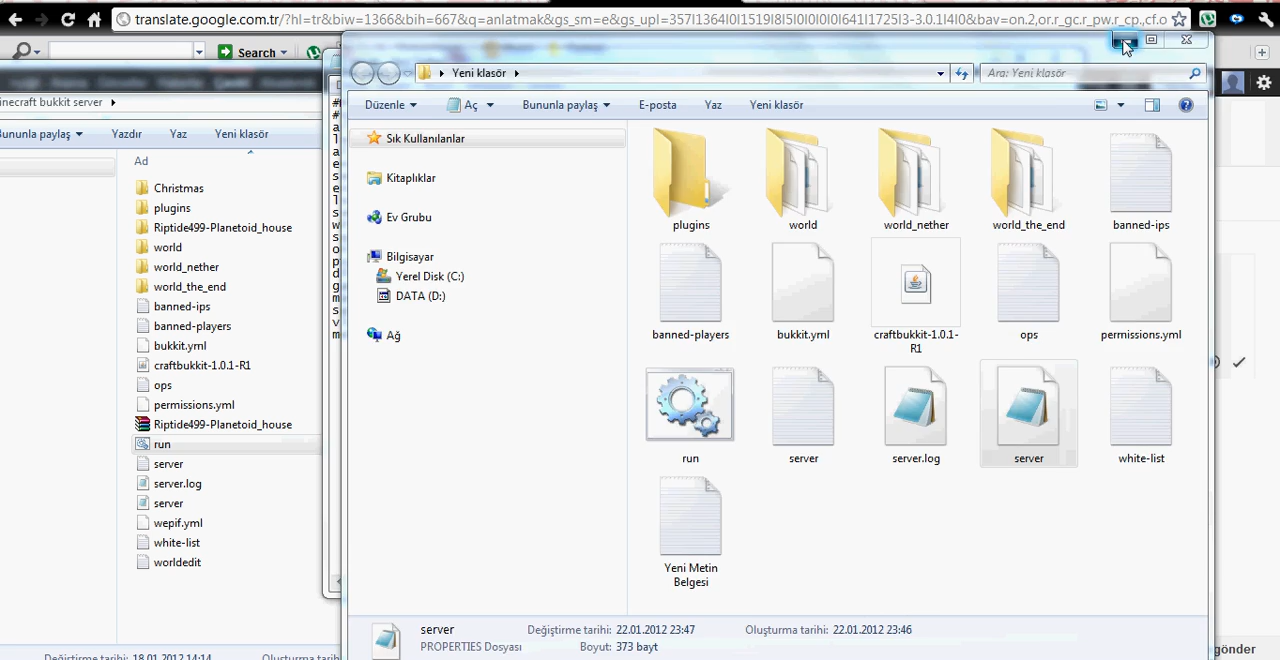 translate.google.com.tr/?hl=tr&biw=1366&bih=667&q=anlatmak&gs_sm=e&gs_upl=357l1364l0l1519l8l5l0l0l0l0l641l1725l3-3.0.1l4l0&bav=on.2,or.r_gc.r_pw.r_cp.,cf.o
Search
Yeni klasör
Ara: Yeni klasör
Düzenle
Aç
Bununla paylaş
E-posta
Yaz
Yeni klasör
inecraft bukkit server
ununla paylaş
Yazdır
Yaz
Yeni klasör
Ad
Christmas
plugins
Riptide499-Planetoid_house
world
world_nether
world_the_end
banned-ips
banned-players
bukkit.yml
craftbukkit-1.0.1-R1
ops
permissions.yml
Riptide499-Planetoid_house
run
server
server.log
server
wepif.yml
white-list
worldedit
Değiştirme tarihi: 18.01.2012 14:14
Oluşturma tarih
Sık Kullanılanlar
Kitaplıklar
Ev Grubu
Bilgisayar
Yerel Disk (C:)
DATA (D:)
Ağ
plugins
world
world_nether
world_the_end
banned-ips
banned-players
bukkit.yml
craftbukkit-1.0.1-
R1
ops
permissions.yml
run
server
server.log
server
white-list
Yeni Metin
Belgesi
server
Değiştirme tarihi: 22.01.2012 23:47
Oluşturma tarihi: 22.01.2012 23:46
PROPERTIES Dosyası
Boyut: 373 bayt
gönder